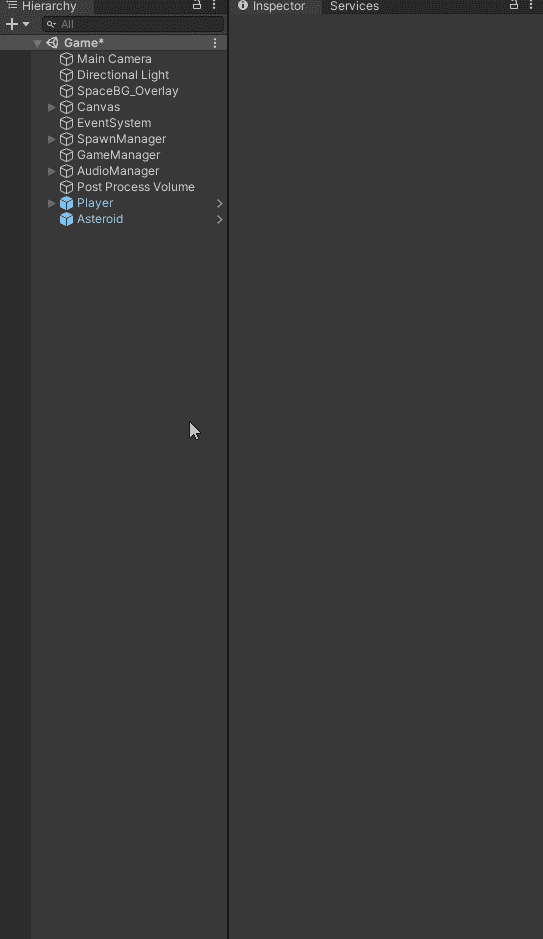 Hierarchy
Inspector
Services
All
Game*
Main Camera
Directional Light
SpaceBG_Overlay
Canvas
EventSystem
SpawnManager
GameManager
AudioManager
Post Process Volume
Player
Asteroid